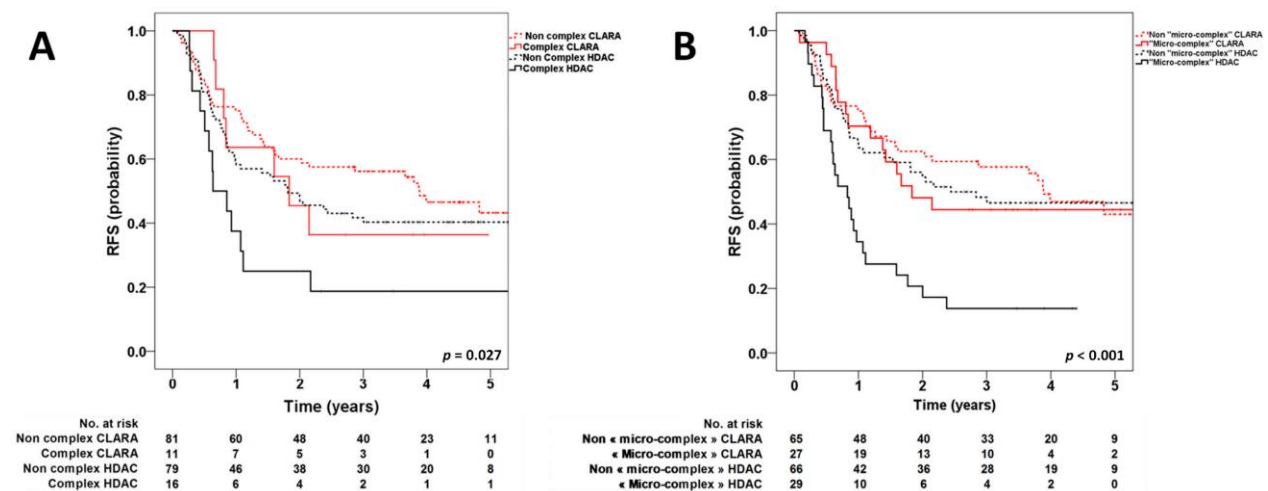 A
Non complex CLARA
Complex CLARA
Non Complex HDAC
Complex HDAC
RFS (probability)
1.0
0.8
0.6
0.4
0.2
0.0
p = 0.027
0 1 2 3 4 5
Time (years)
No. at risk
Non complex CLARA 81 60 48 40 23 11
Complex CLARA 11 7 5 3 1 0
Non complex HDAC 79 46 38 30 20 8
Complex HDAC 16 6 4 2 1 1
B
Non "micro-complex" CLARA
"Micro-complex" CLARA
Non "micro-complex" HDAC
"Micro-complex" HDAC
RFS (probability)
1.0
0.8
0.6
0.4
0.2
0.0
p < 0.001
0 1 2 3 4 5
Time (years)
No. at risk
Non « micro-complex » CLARA 65 48 40 33 20 9
« Micro-complex » CLARA 27 19 13 10 4 2
Non « micro-complex » HDAC 66 42 36 28 19 9
« Micro-complex » HDAC 29 10 6 4 2 0